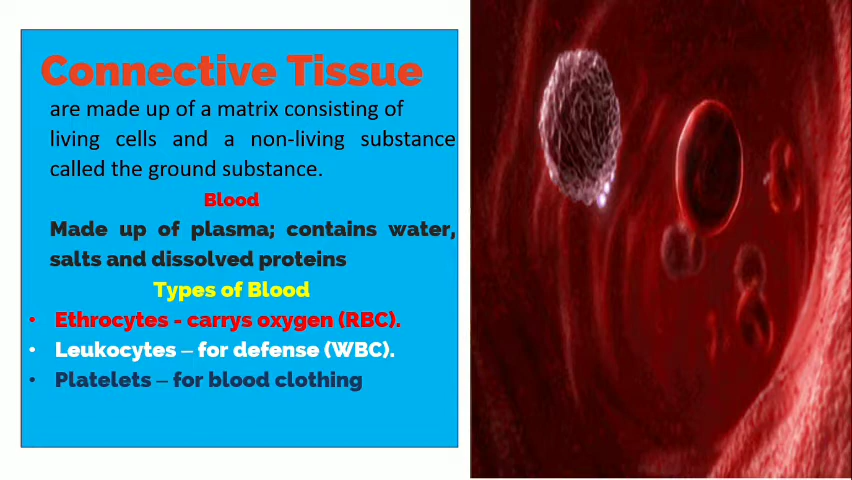 Connective Tissue
are made up of a matrix consisting of
living cells and a non-living substance
called the ground substance.
Blood
Made up of plasma; contains water,
salts and dissolved proteins
Types of Blood
• Ethrocytes - carrys oxygen (RBC).
• Leukocytes – for defense (WBC).
• Platelets – for blood clothing